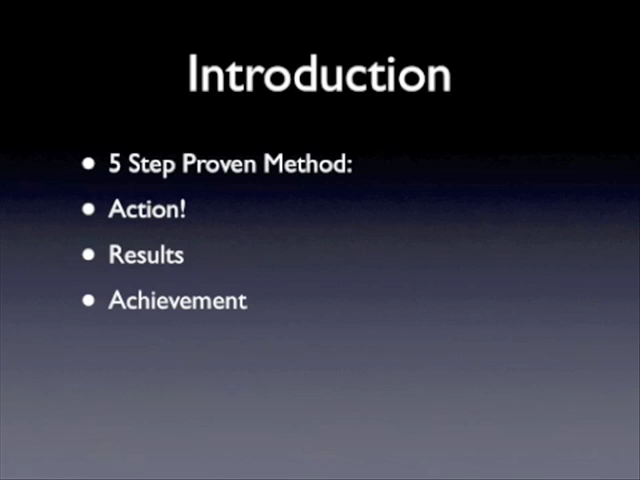 Introduction
• 5 Step Proven Method:
• Action!
• Results
• Achievement